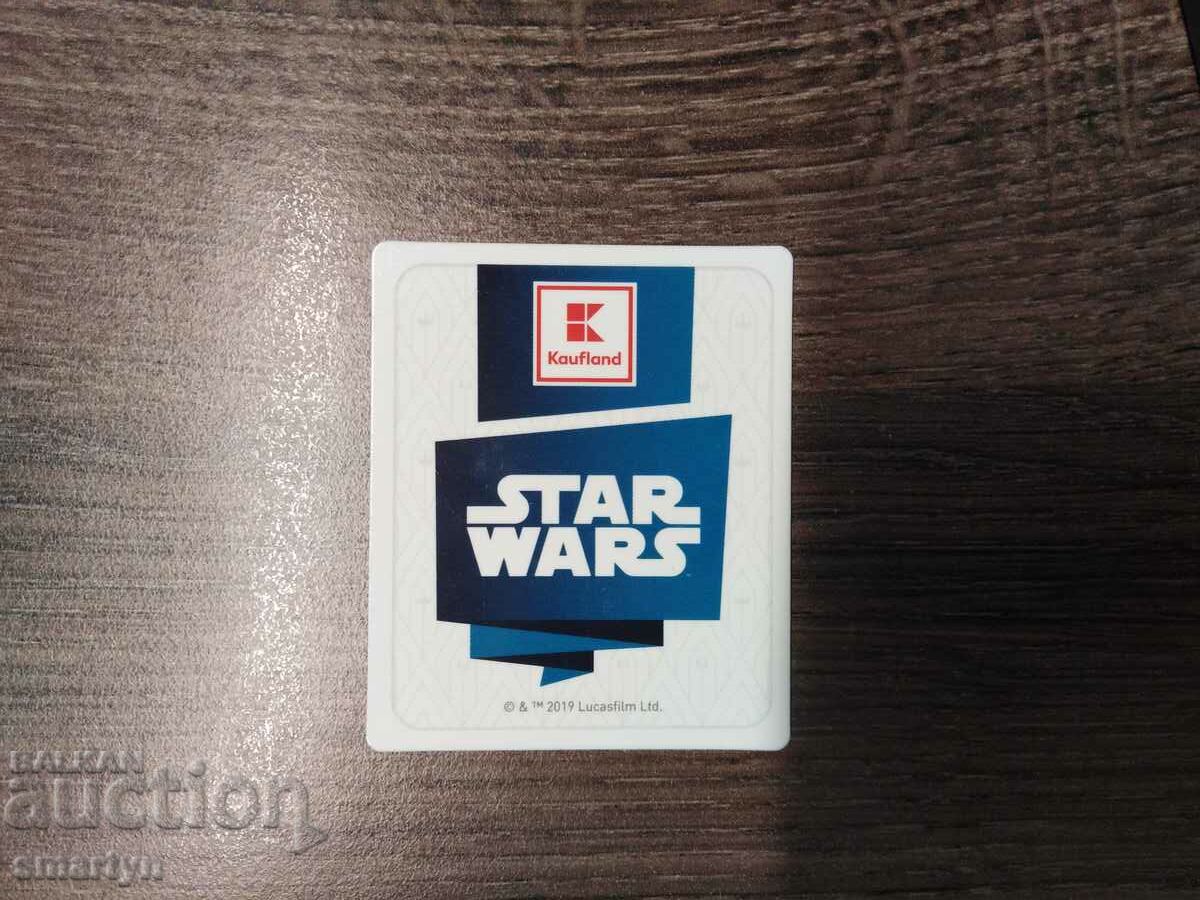 K
Kaufland
STAR
WARS
© & ™ 2019 Lucasfilm Ltd.
BALKAN
auction
smartyn